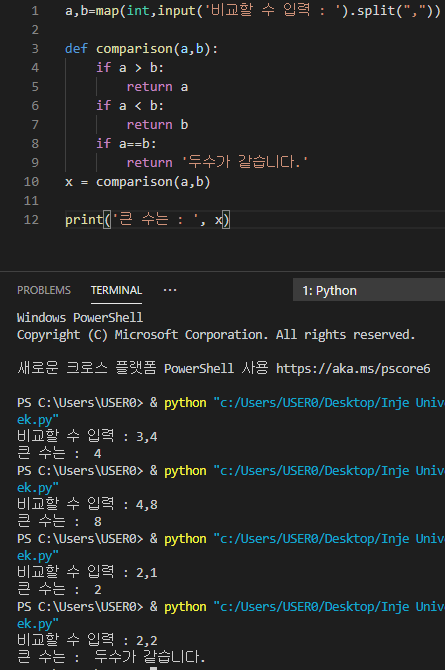 1 a,b=map(int,input('비교할 수 입력 : ').split(","))
2
3 def comparison(a,b):
4 if a > b:
5 return a
6 if a < b:
7 return b
8 if a==b:
9 return '두수가 같습니다.'
10 x = comparison(a,b)
11
12 print('큰 수는 : ', x)
PROBLEMS TERMINAL ··· 1: Python
Windows PowerShell
Copyright (C) Microsoft Corporation. All rights reserved.
새로운 크로스 플랫폼 PowerShell 사용 https://aka.ms/pscore6
PS C:\Users\USER0> & python "c:/Users/USER0/Desktop/Inje Unive
ek.py"
비교할 수 입력 : 3,4
큰 수는 :  4
PS C:\Users\USER0> & python "c:/Users/USER0/Desktop/Inje Unive
ek.py"
비교할 수 입력 : 4,8
큰 수는 :  8
PS C:\Users\USER0> & python "c:/Users/USER0/Desktop/Inje Unive
ek.py"
비교할 수 입력 : 2,1
큰 수는 :  2
PS C:\Users\USER0> & python "c:/Users/USER0/Desktop/Inje Unive
ek.py"
비교할 수 입력 : 2,2
큰 수는 :  두수가 같습니다.